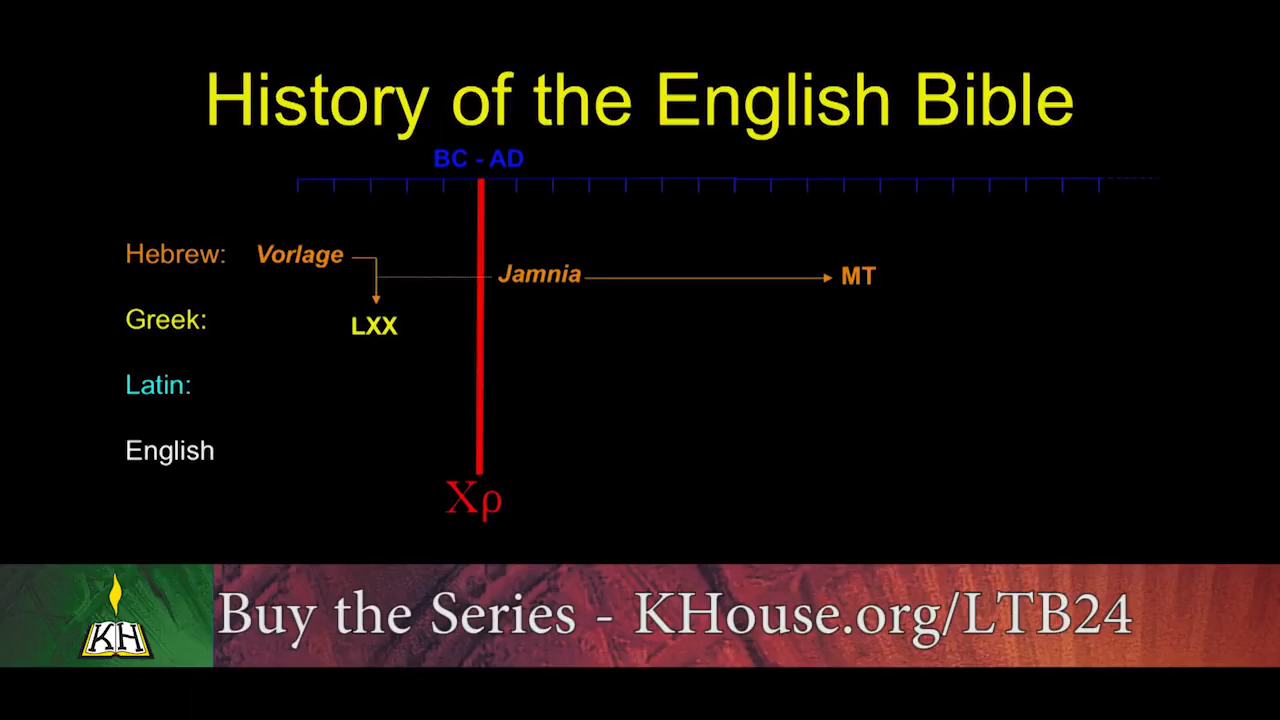 History of the English Bible
BC - AD
Hebrew: Vorlage
Jamnia MT
Greek:
LXX
Latin:
English
Χρ
KH Buy the Series - KHouse.org/LTB24